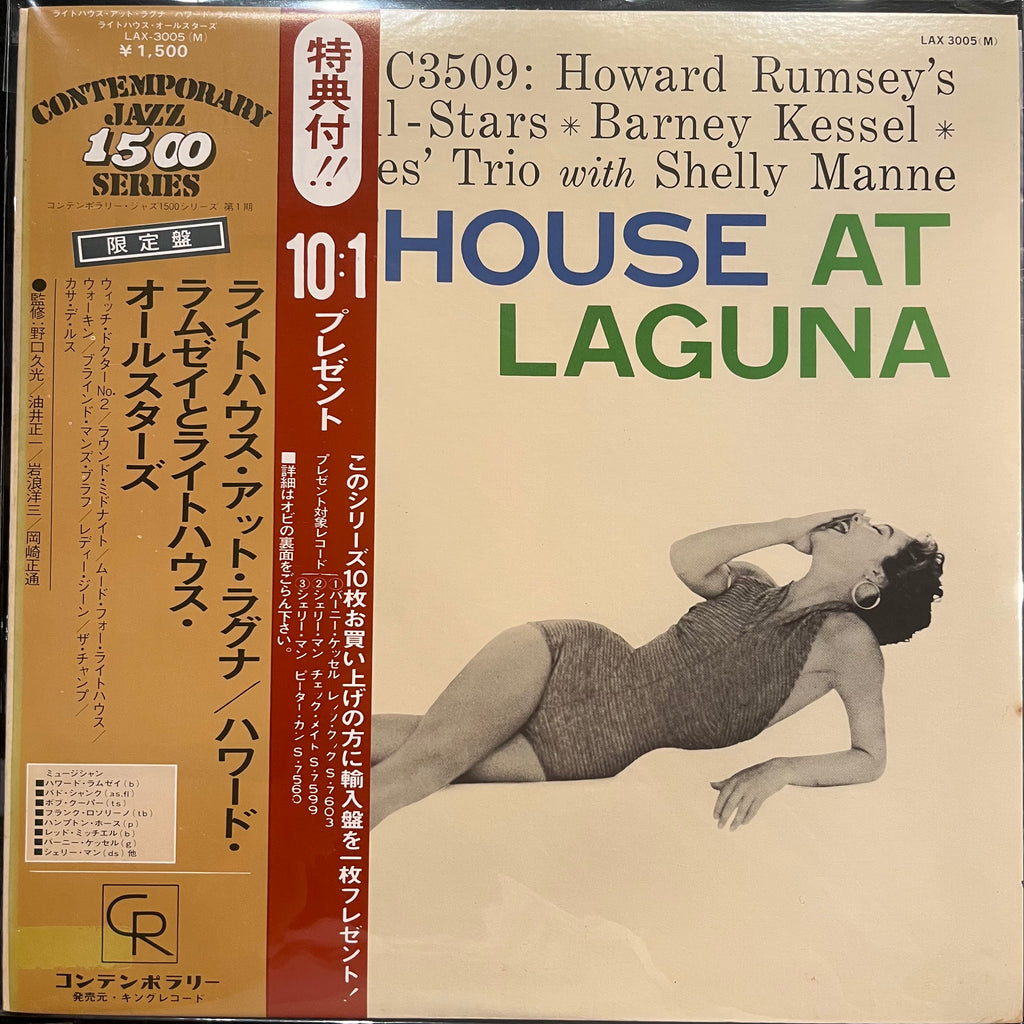 ライトハウス・アット・ラグナ/ハワード・ラムゼイ
ライトハウス・オールスターズ
LAX-3005(M)
¥1,500
CONTEMPORARY
JAZZ
1500
SERIES
コンテンポラリー・ジャズ1500シリーズ 第1期
限定盤
ライトハウス・アット・ラグナ/ハワード・
ラムゼイとライトハウス・
オールスターズ
ウィッチ・ドクターNo.2/ラウンド・ミドナイト/ムード・フォー・ライトハウス/
ウォーキン/ブラインド・マンズ・ブラフ/レディー・ジーン/ザ・チャンプ/
カサ・デ・ルス
●監修:野口久光/油井正一/岩浪洋三/岡崎正通
ミュージシャン
■ハワード・ラムゼイ(b)
■バド・シャンク(as.fl)
■ボブ・クーパー(ts)
■フランク・ロソリーノ(tb)
■ハンプトン・ホース(p)
■レッド・ミッチエル(b)
■バーニー・ケッセル(g)
■シェリー・マン(ds)他
CR
コンテンポラリー
発売元・キングレコード
特典付!!
10:1
プレゼント
このシリーズ10枚お買い上げの方に輸入盤を一枚プレゼント!
プレゼント対象レコード
①バーニー・ケッセル レッノ・クック S・7603
②シェリー・マン チェック・メイト S・7599
③シェリー・マン ピーター・ガン S・7560
■詳細はオビの裏面をごらん下さい。
LAX 3005(M)
C3509: Howard Rumsey's
l-Stars * Barney Kessel *
es' Trio with Shelly Manne
HOUSE AT
LAGUNA